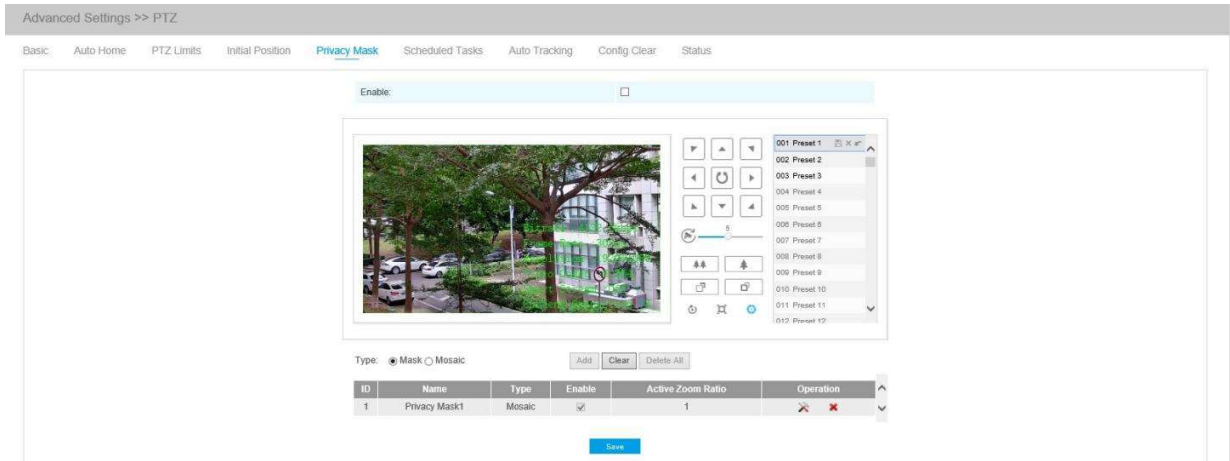 Advanced Settings >> PTZ
Basic Auto Home PTZ Limits Initial Position Privacy Mask Scheduled Tasks Auto Tracking Config Clear Status
Enable:
001 Preset 1
002 Preset 2
003 Preset 3
004 Preset 4
005 Preset 5
006 Preset 6
007 Preset 7
008 Preset 8
009 Preset 9
010 Preset 10
011 Preset 11
012 Preset 12
5
Type: Mask Mosaic Add Clear Delete All
ID Name Type Enable Active Zoom Ratio Operation
1 Privacy Mask1 Mosaic 1
Save